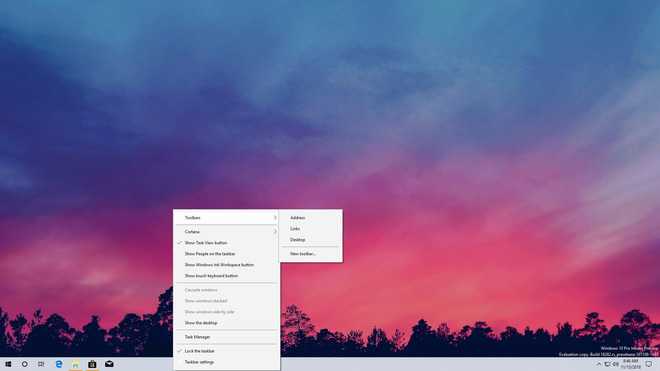 Toolbars
Address
Links
Desktop
New toolbar...
Cortana
Show Task View button
Show People on the taskbar
Show Windows Ink Workspace button
Show touch keyboard button
Cascade windows
Show windows stacked
Show windows side by side
Show the desktop
Task Manager
Lock the taskbar
Taskbar settings
Windows 10 Pro Insider Preview
Evaluation copy. Build 18282.rs_prerelease.181109-1613
8:46 AM
11/15/2018